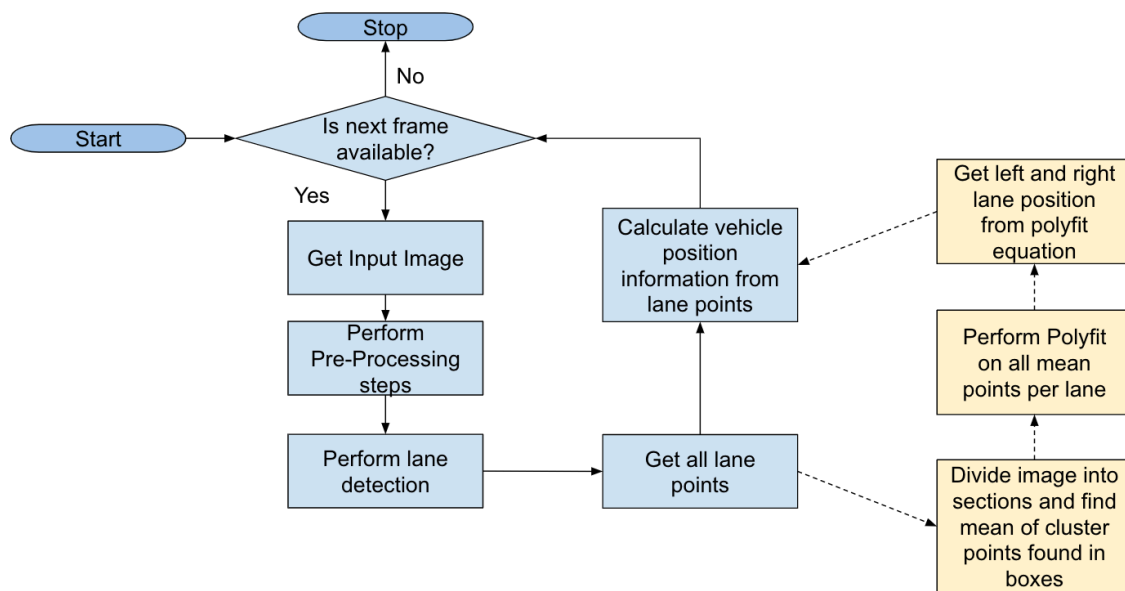 Stop
No
Start
Is next frame
available?
Yes
Get Input Image
Perform
Pre-Processing
steps
Perform lane
detection
Get all lane
points
Calculate vehicle
position
information from
lane points
Get left and right
lane position
from polyfit
equation
Perform Polyfit
on all mean
points per lane
Divide image into
sections and find
mean of cluster
points found in
boxes